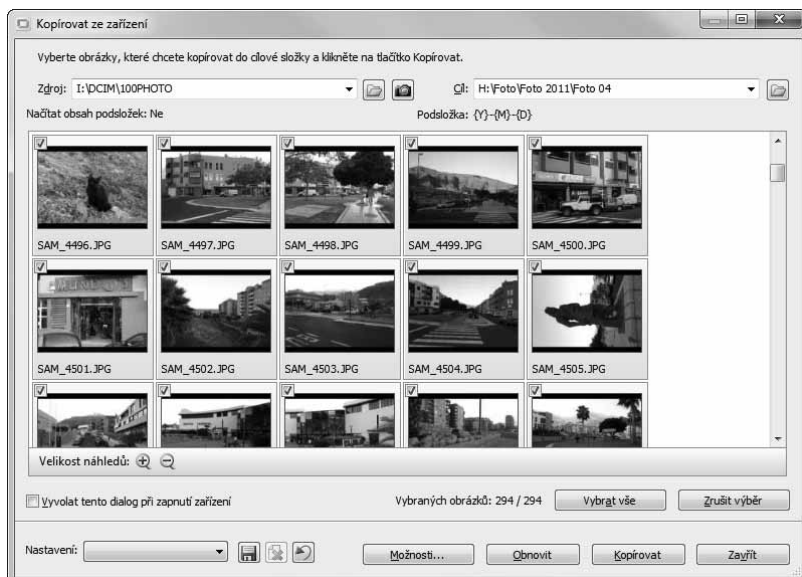 Kopírovat ze zařízení
Vyberte obrázky, které chcete kopírovat do cílové složky a klikněte na tlačítko Kopírovat.
Zdroj: I:\DCIM\100PHOTO Cíl: H:\Foto\Foto 2011\Foto 04
Načítat obsah podsložek: Ne Podsložka: {Y}-{M}-{D}
SAM_4496.JPG SAM_4497.JPG SAM_4498.JPG SAM_4499.JPG SAM_4500.JPG
SAM_4501.JPG SAM_4502.JPG SAM_4503.JPG SAM_4504.JPG SAM_4505.JPG
Velikost náhledů:
Vyvolat tento dialog při zapnutí zařízení Vybraných obrázků: 294 / 294 Vybrat vše Zrušit výběr
Nastavení: Možnosti... Obnovit Kopírovat Zavřít